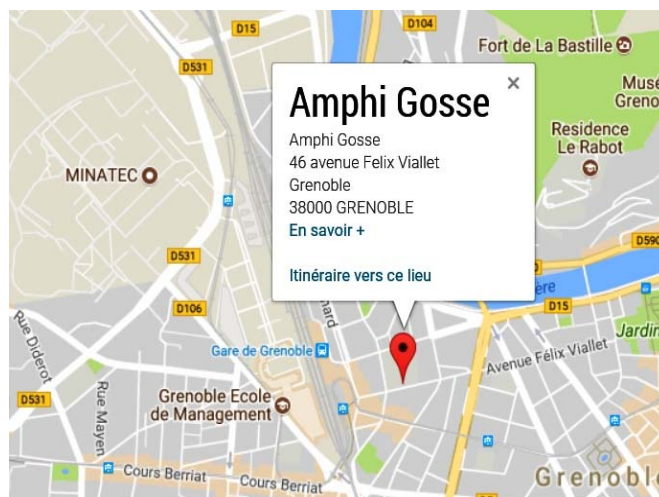 D15
D104
Fort de La Bastille
D531
Amphi Gosse
×
Amphi Gosse
46 avenue Felix Viallet
Grenoble
38000 GRENOBLE
En savoir +
Itinéraire vers ce lieu
Musé
Greno
Residence
Le Rabot
MINATEC
D590
D531
ère
D106
D15
nard
Rue Diderot
Gare de Grenoble
Jardin
Avenue Félix Viallet
D531
Rue Mayen
Grenoble Ecole
de Management
Cours Berriat
Cours Berriat
Grenoble